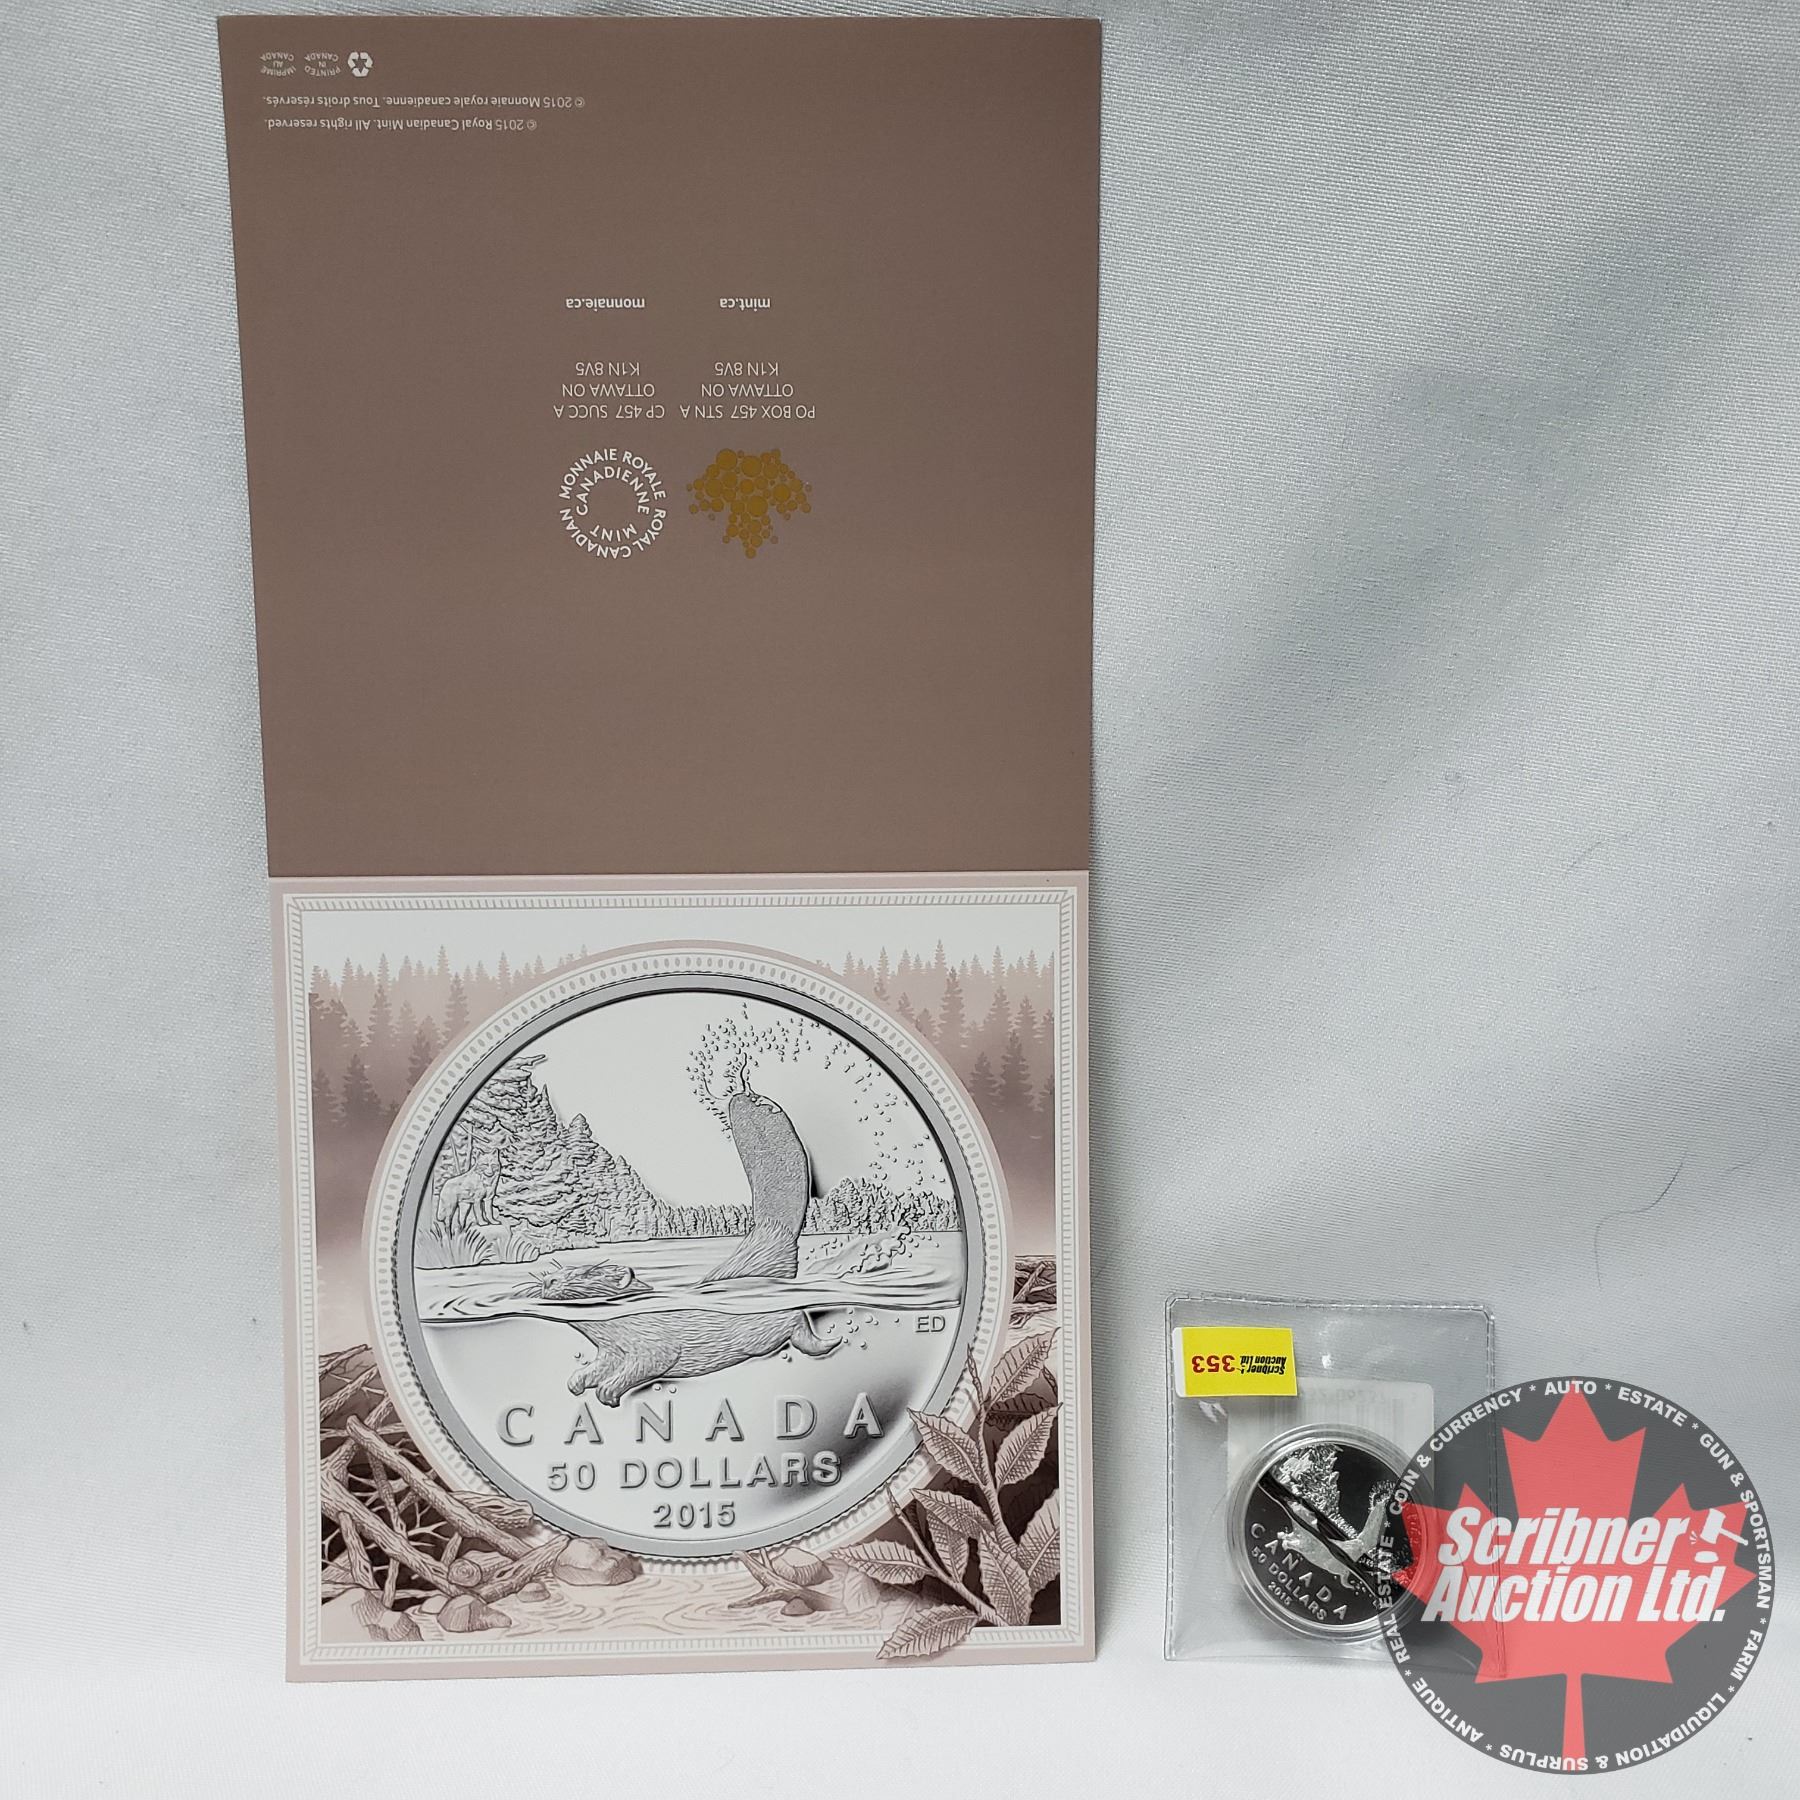 © 2015 Royal Canadian Mint. All rights reserved.
© 2015 Monnaie royale canadienne. Tous droits réservés.
PRINTED IN CANADA
IMPRIMÉ AU CANADA
MONNAIE ROYALE CANADIENNE
ROYAL CANADIAN MINT
PO BOX 457 STN A
OTTAWA ON
K1N 8V5
mint.ca
CP 457 SUCC A
OTTAWA ON
K1N 8V5
monnaie.ca
ED
CANADA
50 DOLLARS
2015
Scribner! Auction Ltd.
353
CANADA
50 DOLLARS
2015
Scribner!
Auction Ltd.
COIN & CURRENCY * AUTO * ESTATE * GUN & SPORTSMAN * FARM * LIQUIDATION & SURPLUS * ANTIQUE * REAL ESTATE *